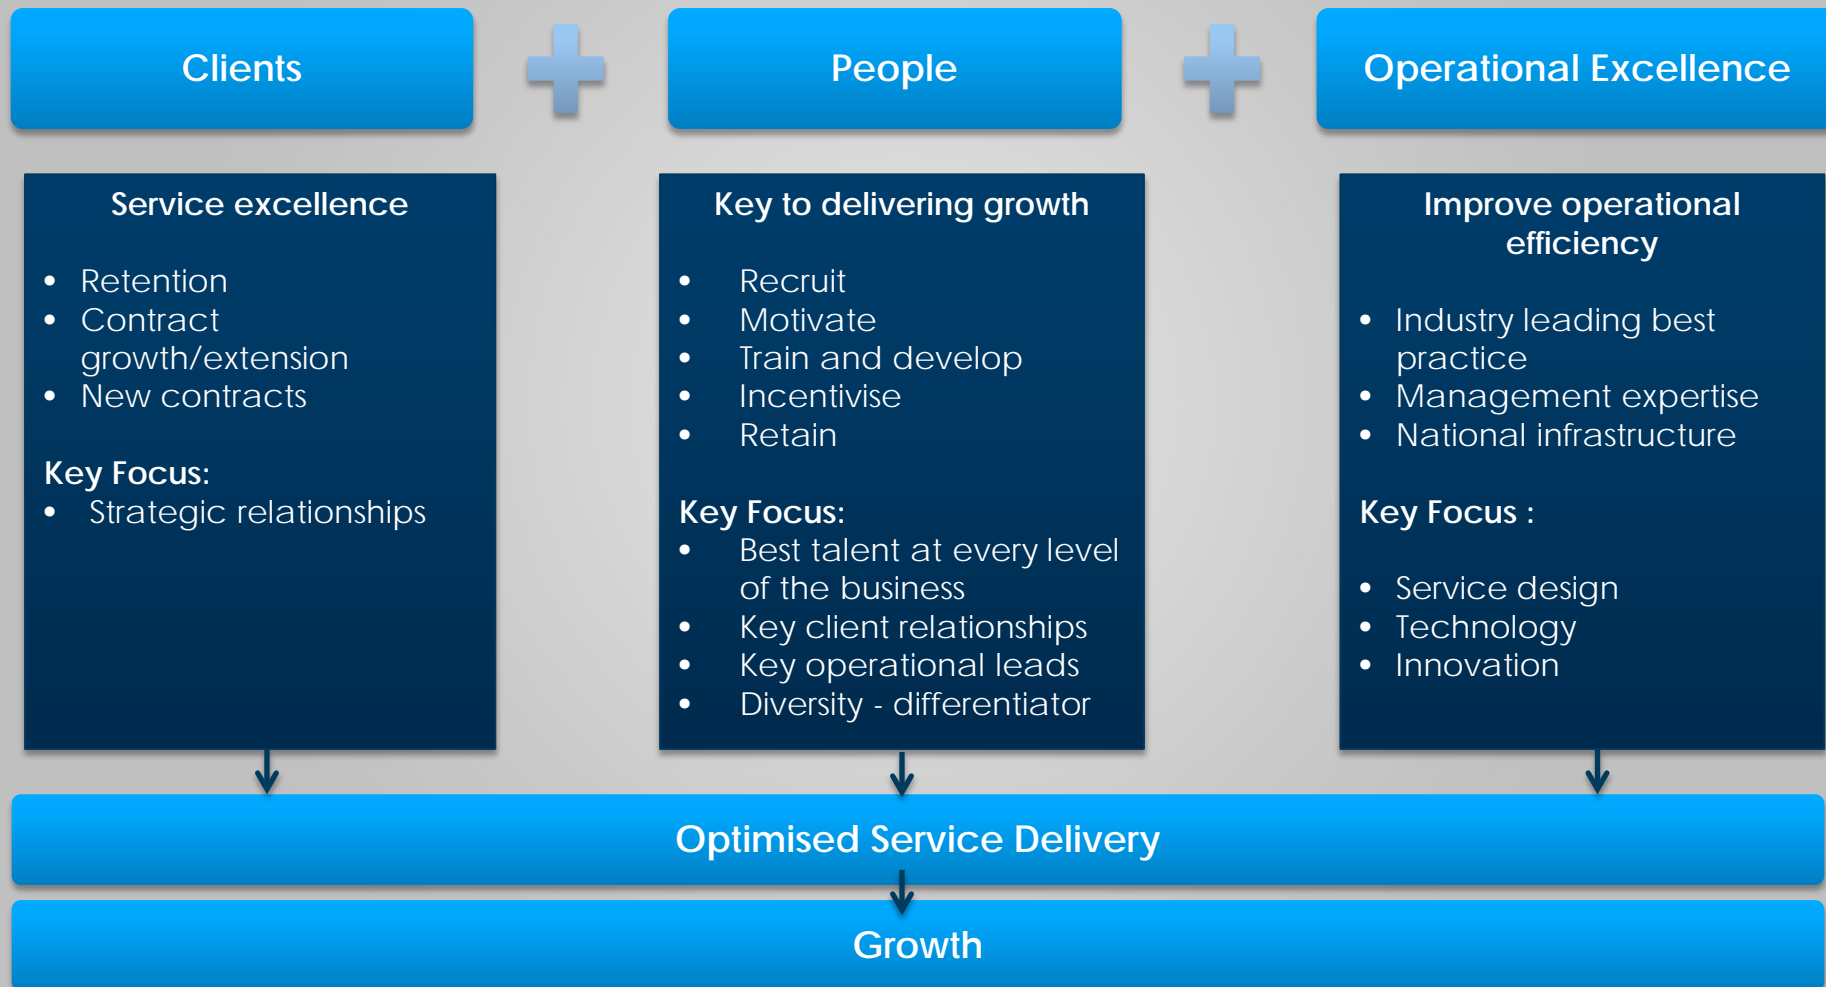 Clients
People
Operational Excellence
Service excellence
• Retention
• Contract
growth/extension
• New contracts
Key Focus:
• Strategic relationships
Key to delivering growth
• Recruit
• Motivate
• Train and develop
• Incentivise
• Retain
Key Focus:
• Best talent at every level
of the business
• Key client relationships
• Key operational leads
• Diversity - differentiator
Improve operational
efficiency
• Industry leading best
practice
• Management expertise
• National infrastructure
Key Focus :
• Service design
• Technology
• Innovation
Optimised Service Delivery
Growth